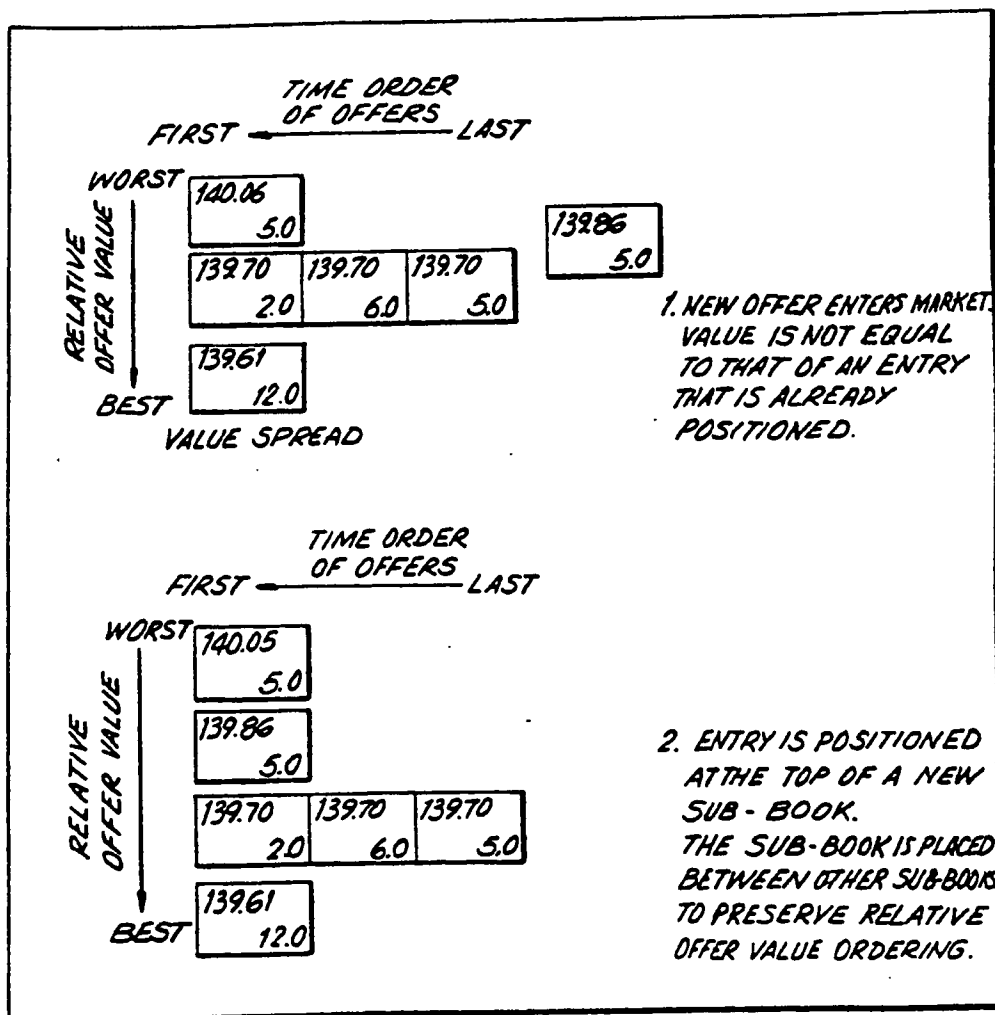 TIME ORDER
OF OFFERS
FIRST
LAST
WORST
RELATIVE
OFFER VALUE
BEST
140.06
5.0
139.70 139.70 139.70
2.0 6.0 5.0
139.61
12.0
VALUE SPREAD
139.86
5.0
1. NEW OFFER ENTERS MARKET.
VALUE IS NOT EQUAL
TO THAT OF AN ENTRY
THAT IS ALREADY
POSITIONED.
TIME ORDER
OF OFFERS
FIRST
LAST
WORST
RELATIVE
OFFER VALUE
BEST
140.05
5.0
139.86
5.0
139.70 139.70 139.70
2.0 6.0 5.0
139.61
12.0
2. ENTRY IS POSITIONED
AT THE TOP OF A NEW
SUB-BOOK.
THE SUB-BOOK IS PLACED
BETWEEN OTHER SUB-BOOKS
TO PRESERVE RELATIVE
OFFER VALUE ORDERING.